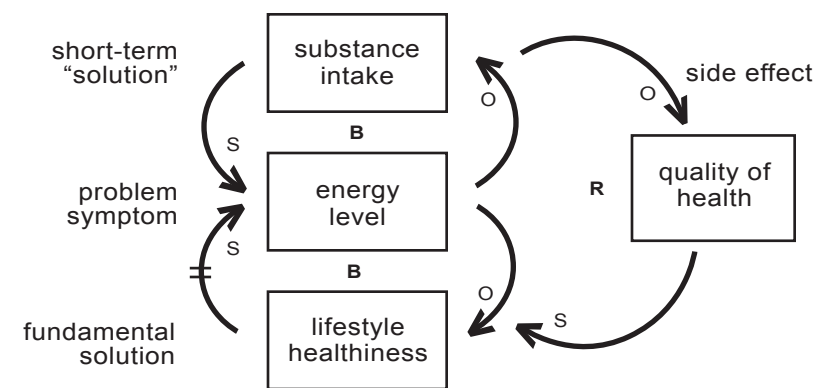 short-term
“solution”
substance
intake
side effect
O
O
S
B
problem
symptom
energy
level
R
quality of
health
S
B
O
S
fundamental
solution
lifestyle
healthiness